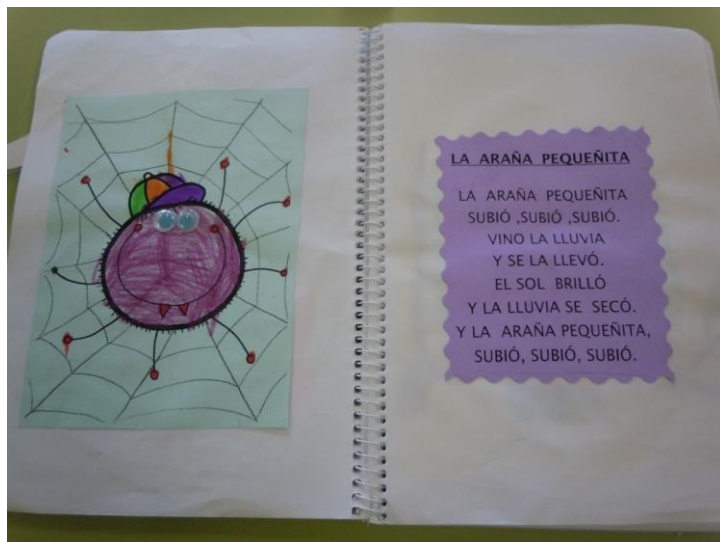 LA ARAÑA PEQUEÑITA
LA ARAÑA PEQUEÑITA
SUBIÓ ,SUBIÓ ,SUBIÓ.
VINO LA LLUVIA
Y SE LA LLEVÓ.
EL SOL BRILLÓ
Y LA LLUVIA SE SECÓ.
Y LA ARAÑA PEQUEÑITA,
SUBIÓ, SUBIÓ, SUBIÓ.